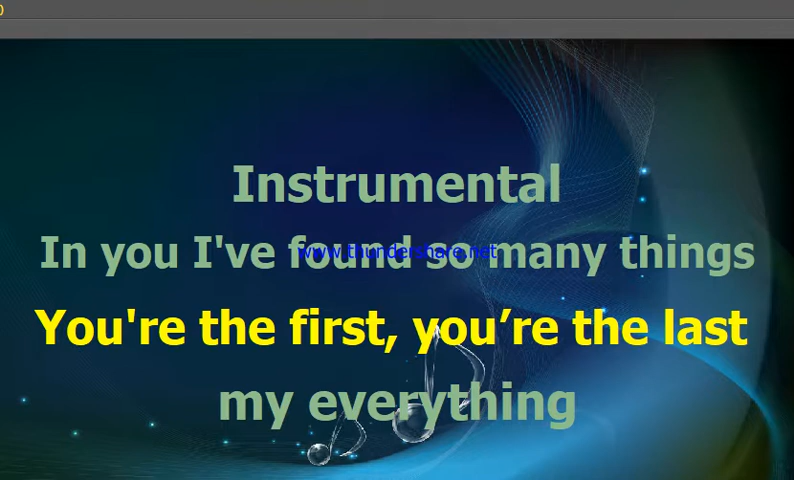 Instrumental
In you I've found so many things
www.thundershare.net
You're the first, you’re the last
my everything